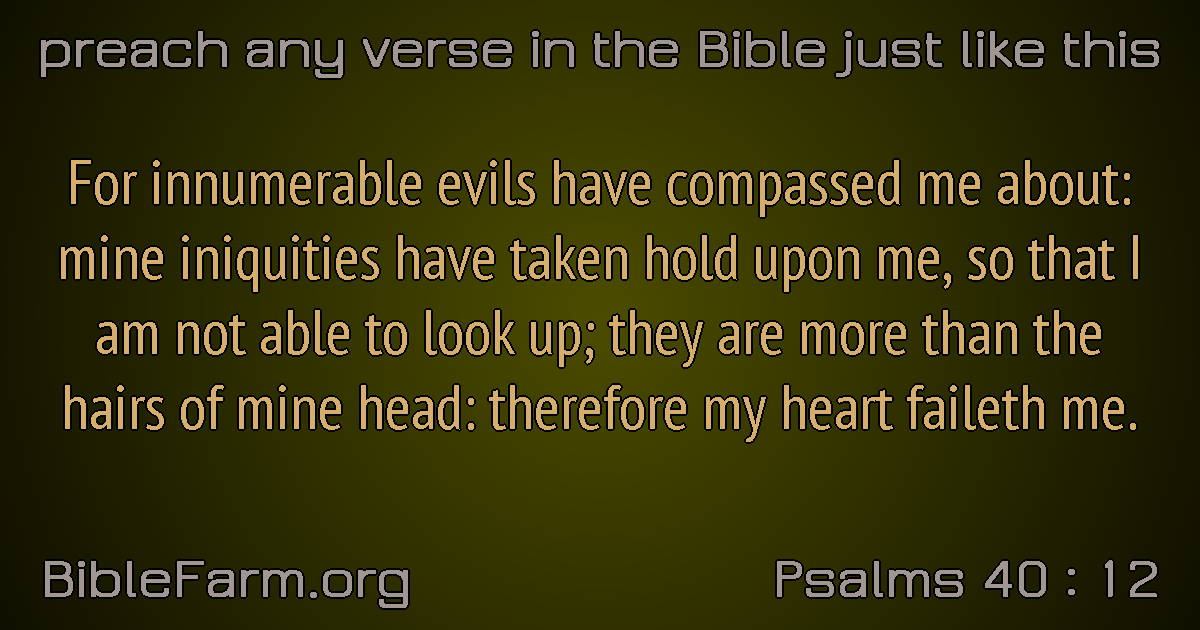 preach any verse in the Bible just like this
For innumerable evils have compassed me about:
mine iniquities have taken hold upon me, so that I
am not able to look up; they are more than the
hairs of mine head: therefore my heart faileth me.
BibleFarm.org
Psalms 40 : 12